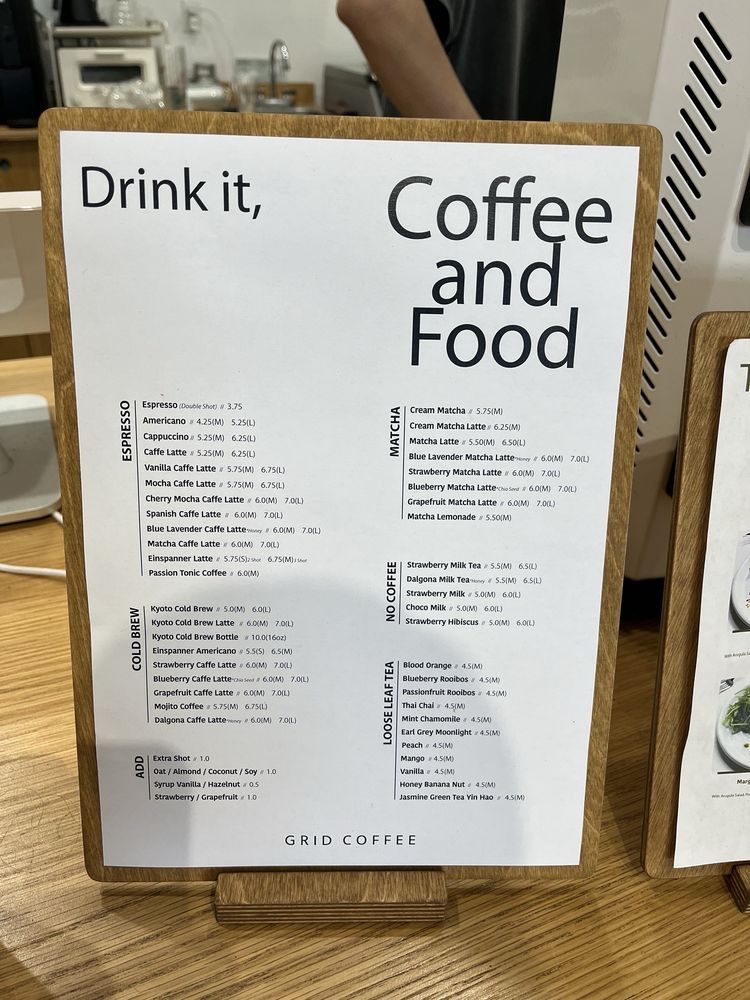 Drink it,
Coffee
and
Food
ESPRESSO
Espresso (Double Shot) // 3.75
Americano // 4.25(M) 5.25(L)
Cappuccino // 5.25(M) 6.25(L)
Caffe Latte // 5.25(M) 6.25(L)
Vanilla Caffe Latte // 5.75(M) 6.75(L)
Mocha Caffe Latte // 5.75(M) 6.75(L)
Cherry Mocha Caffe Latte // 6.0(M) 7.0(L)
Spanish Caffe Latte // 6.0(M) 7.0(L)
Blue Lavender Caffe Latte *Honey // 6.0(M) 7.0(L)
Matcha Caffe Latte // 6.0(M) 7.0(L)
Einspanner Latte // 5.75(S) 2 Shot 6.75(M) 3 Shot
Passion Tonic Coffee // 6.0(M)
COLD BREW
Kyoto Cold Brew // 5.0(M) 6.0(L)
Kyoto Cold Brew Latte // 6.0(M) 7.0(L)
Kyoto Cold Brew Bottle // 10.0(16oz)
Einspanner Americano // 5.5(S) 6.5(M)
Strawberry Caffe Latte // 6.0(M) 7.0(L)
Blueberry Caffe Latte *Chia Seed // 6.0(M) 7.0(L)
Grapefruit Caffe Latte // 6.0(M) 7.0(L)
Mojito Coffee // 5.75(M) 6.75(L)
Dalgona Caffe Latte *Honey // 6.0(M) 7.0(L)
ADD
Extra Shot // 1.0
Oat / Almond / Coconut / Soy // 1.0
Syrup Vanilla / Hazelnut // 0.5
Strawberry / Grapefruit // 1.0
MATCHA
Cream Matcha // 5.75(M)
Cream Matcha Latte // 6.25(M)
Matcha Latte // 5.50(M) 6.50(L)
Blue Lavender Matcha Latte *Honey // 6.0(M) 7.0(L)
Strawberry Matcha Latte // 6.0(M) 7.0(L)
Blueberry Matcha Latte *Chia Seed // 6.0(M) 7.0(L)
Grapefruit Matcha Latte // 6.0(M) 7.0(L)
Matcha Lemonade // 5.50(M)
NO COFFEE
Strawberry Milk Tea // 5.5(M) 6.5(L)
Dalgona Milk Tea *Honey // 5.5(M) 6.5(L)
Strawberry Milk // 5.0(M) 6.0(L)
Choco Milk // 5.0(M) 6.0(L)
Strawberry Hibiscus // 5.0(M) 6.0(L)
LOOSE LEAF TEA
Blood Orange // 4.5(M)
Blueberry Rooibos // 4.5(M)
Passionfruit Rooibos // 4.5(M)
Thai Chai // 4.5(M)
Mint Chamomile // 4.5(M)
Earl Grey Moonlight // 4.5(M)
Peach // 4.5(M)
Mango // 4.5(M)
Vanilla // 4.5(M)
Honey Banana Nut // 4.5(M)
Jasmine Green Tea Yin Hao // 4.5(M)
GRID COFFEE